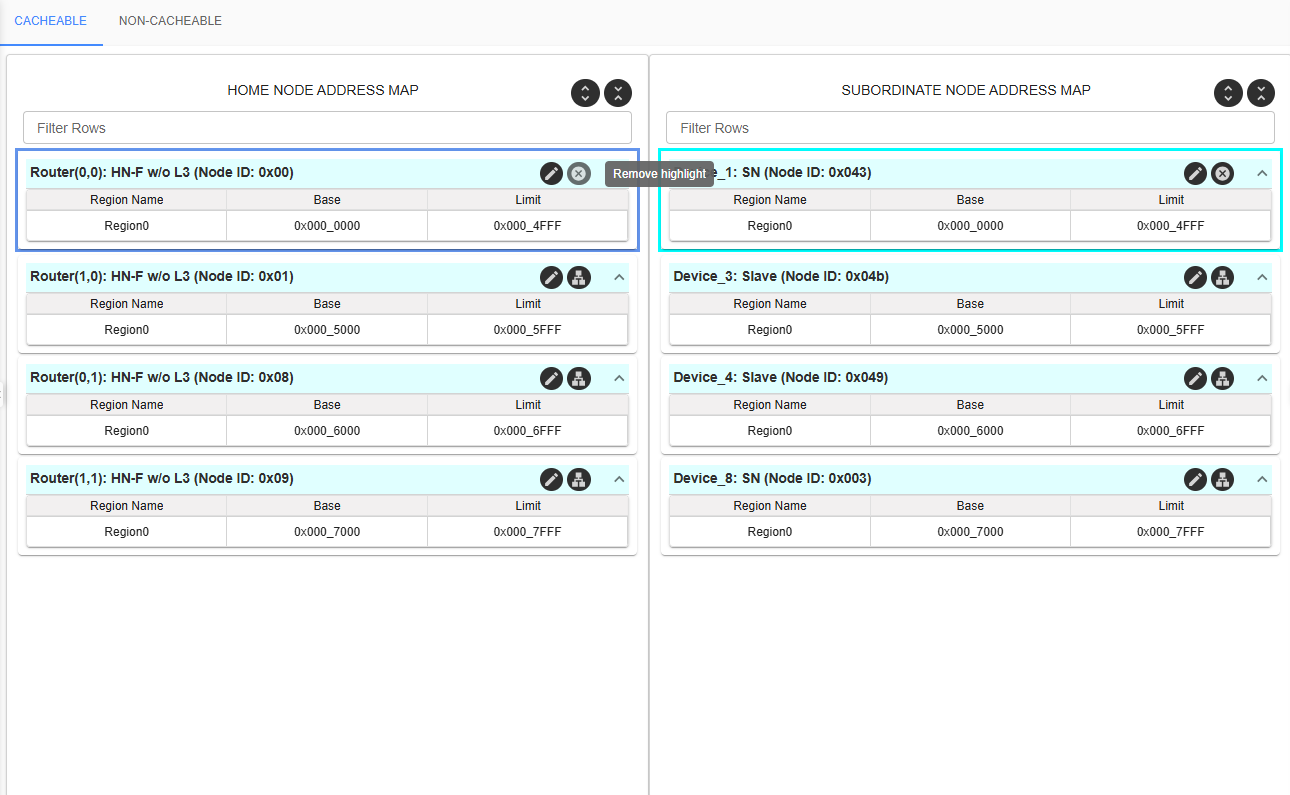 CACHEABLE NON-CACHEABLE
HOME NODE ADDRESS MAP
Filter Rows
Router(0,0): HN-F w/o L3 (Node ID: 0x00)
Region Name Base Limit
Region0 0x000_0000 0x000_4FFF
Router(1,0): HN-F w/o L3 (Node ID: 0x01)
Region Name Base Limit
Region0 0x000_5000 0x000_5FFF
Router(0,1): HN-F w/o L3 (Node ID: 0x08)
Region Name Base Limit
Region0 0x000_6000 0x000_6FFF
Router(1,1): HN-F w/o L3 (Node ID: 0x09)
Region Name Base Limit
Region0 0x000_7000 0x000_7FFF
Remove highlight
SUBORDINATE NODE ADDRESS MAP
Filter Rows
_1: SN (Node ID: 0x043)
Region Name Base Limit
Region0 0x000_0000 0x000_4FFF
Device_3: Slave (Node ID: 0x04b)
Region Name Base Limit
Region0 0x000_5000 0x000_5FFF
Device_4: Slave (Node ID: 0x049)
Region Name Base Limit
Region0 0x000_6000 0x000_6FFF
Device_8: SN (Node ID: 0x003)
Region Name Base Limit
Region0 0x000_7000 0x000_7FFF